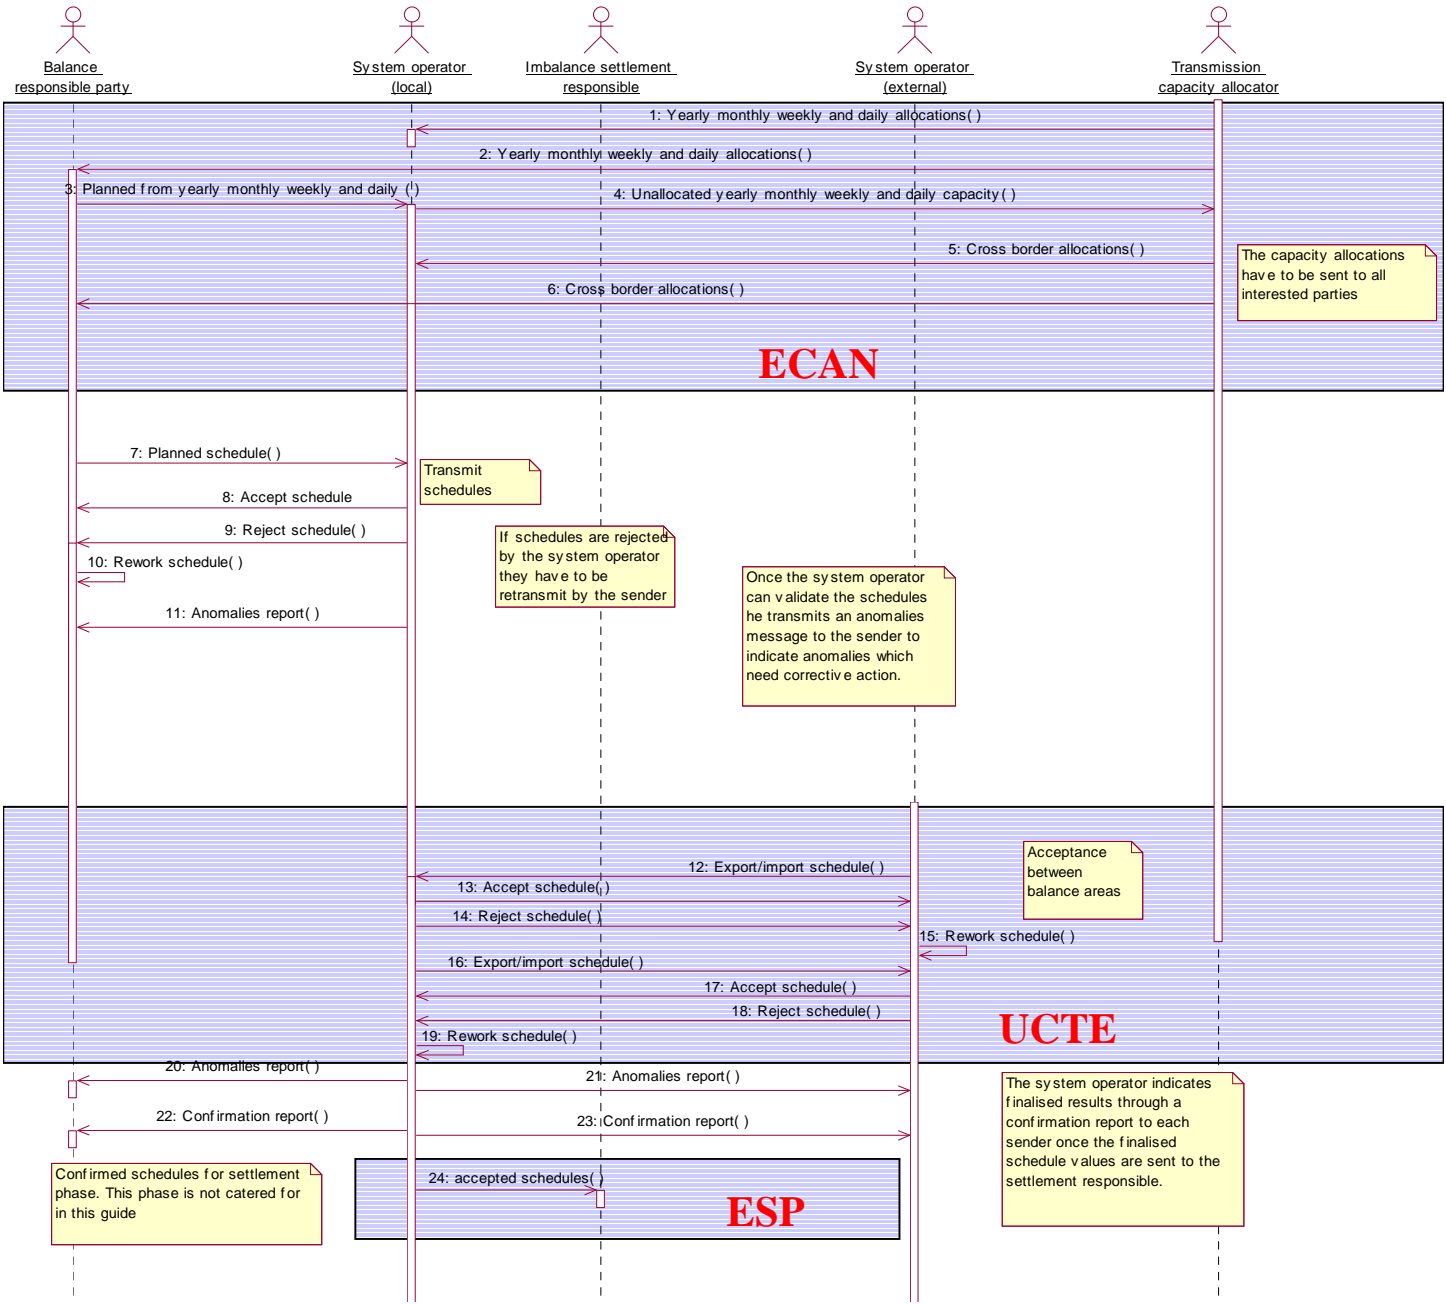 Balance
responsible party
System operator
(local)
Imbalance settlement
responsible
System operator
(external)
Transmission
capacity allocator
1: Yearly monthly weekly and daily allocations( )
2: Yearly monthly weekly and daily allocations( )
3: Planned from yearly monthly weekly and daily ( )
4: Unallocated yearly monthly weekly and daily capacity( )
5: Cross border allocations( )
6: Cross border allocations( )
The capacity allocations
have to be sent to all
interested parties
ECAN
7: Planned schedule( )
Transmit
schedules
8: Accept schedule
9: Reject schedule( )
10: Rework schedule( )
11: Anomalies report( )
If schedules are rejected
by the system operator
they have to be
retransmit by the sender
Once the system operator
can validate the schedules
he transmits an anomalies
message to the sender to
indicate anomalies which
need corrective action.
12: Export/import schedule( )
13: Accept schedule( )
14: Reject schedule( )
Acceptance
between
balance areas
15: Rework schedule( )
16: Export/import schedule( )
17: Accept schedule( )
18: Reject schedule( )
19: Rework schedule( )
UCTE
20: Anomalies report( )
21: Anomalies report( )
22: Confirmation report( )
23: Confirmation report( )
The system operator indicates
finalised results through a
confirmation report to each
sender once the finalised
schedule values are sent to the
settlement responsible.
Confirmed schedules for settlement
phase. This phase is not catered for
in this guide
24: accepted schedules( )
ESP